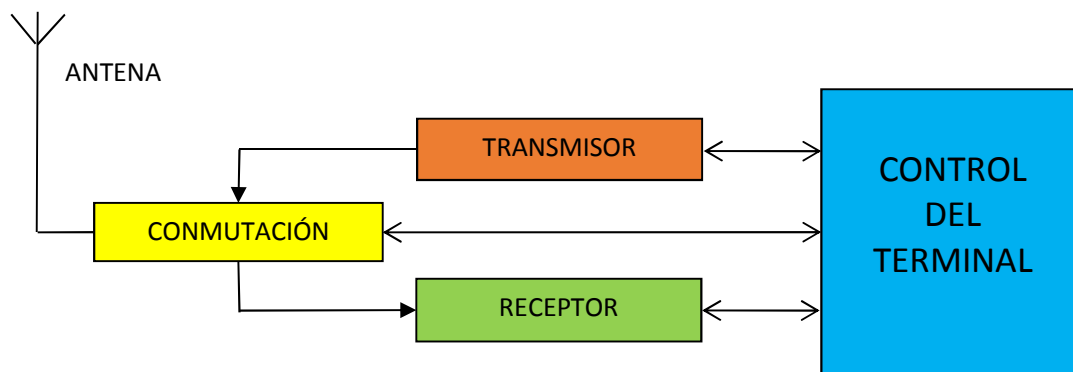 ANTENA
TRANSMISOR
CONMUTACIÓN
RECEPTOR
CONTROL
DEL
TERMINAL